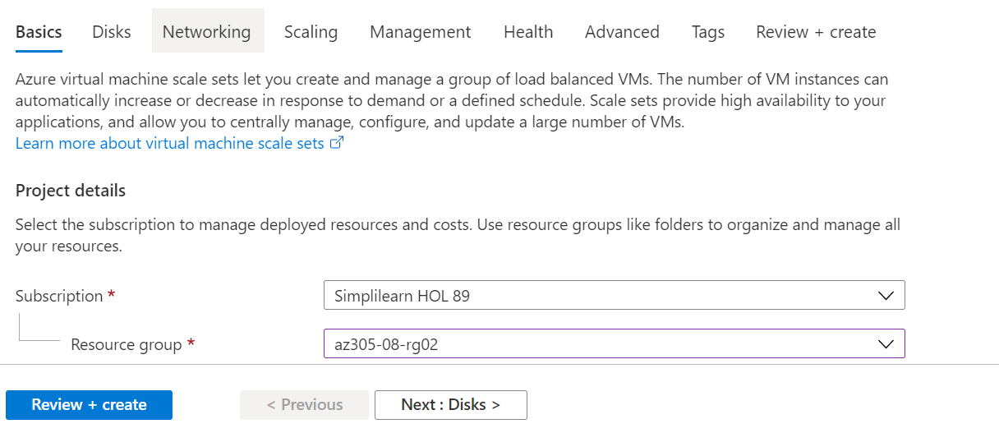 Basics Disks Networking Scaling Management Health Advanced Tags Review + create
Azure virtual machine scale sets let you create and manage a group of load balanced VMs. The number of VM instances can
automatically increase or decrease in response to demand or a defined schedule. Scale sets provide high availability to your
applications, and allow you to centrally manage, configure, and update a large number of VMs.
Learn more about virtual machine scale sets
Project details
Select the subscription to manage deployed resources and costs. Use resource groups like folders to organize and manage all
your resources.
Subscription * Simplilearn HOL 89
Resource group * az305-08-rg02
Review + create < Previous Next : Disks >